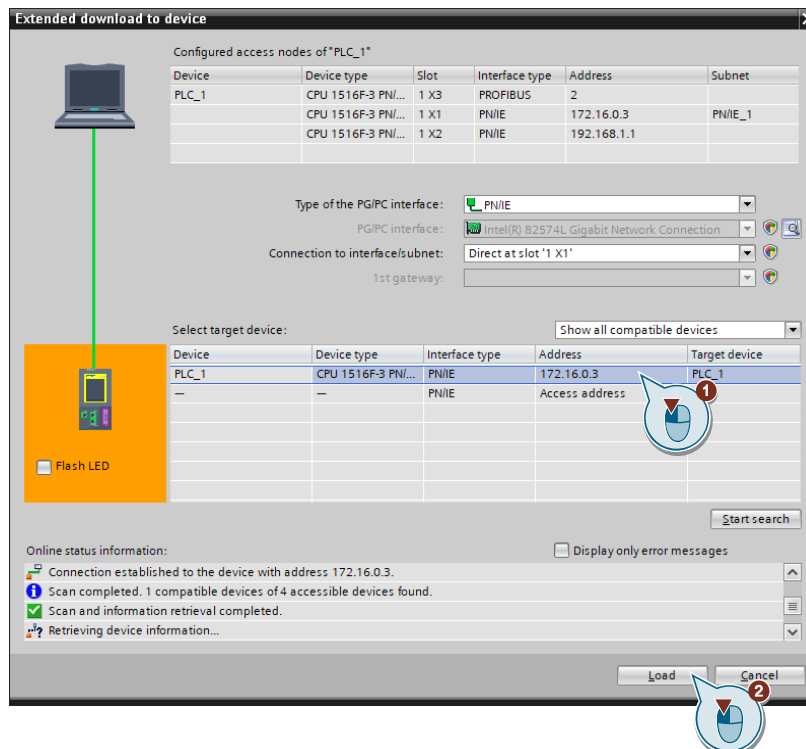 Extended download to device
Configured access nodes of "PLC_1"
Device Device type Slot Interface type Address Subnet
PLC_1 CPU 1516F-3 PN/... 1 X3 PROFIBUS 2
CPU 1516F-3 PN/... 1 X1 PN/IE 172.16.0.3 PN/IE_1
CPU 1516F-3 PN/... 1 X2 PN/IE 192.168.1.1
Type of the PG/PC interface: PN/IE
PG/PC interface: Intel(R) 82574L Gigabit Network Connection
Connection to interface/subnet: Direct at slot '1 X1'
1st gateway:
Select target device: Show all compatible devices
Device Device type Interface type Address Target device
PLC_1 CPU 1516F-3 PN/... PN/IE 172.16.0.3 PLC_1
— — PN/IE Access address
1
Flash LED
Start search
Online status information: Display only error messages
Connection established to the device with address 172.16.0.3.
Scan completed. 1 compatible devices of 4 accessible devices found.
Scan and information retrieval completed.
Retrieving device information...
Load Cancel
2